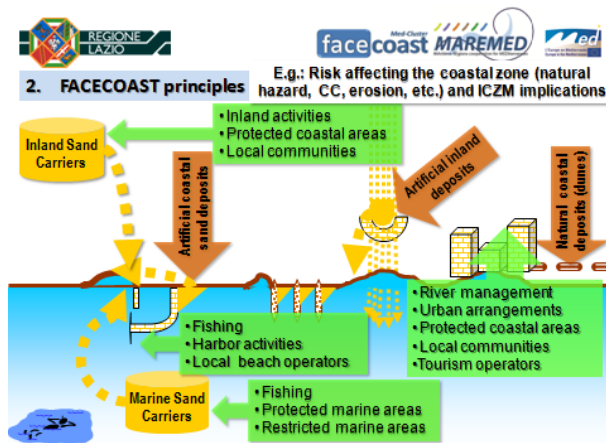 REGIONE
LAZIO
Med-Cluster
facecoast
MAREMED
Med
2. FACECOAST principles
E.g.: Risk affecting the coastal zone (natural
hazard, CC, erosion, etc.) and ICZM implications
Inland Sand
Carriers
•Inland activities
•Protected coastal areas
•Local communities
Artificial coastal
sand deposits
Artificial inland
deposits
Natural coastal
deposits (dunes)
•Fishing
•Harbor activities
•Local beach operators
•River management
•Urban arrangements
•Protected coastal areas
•Local communities
•Tourism operators
Marine Sand
Carriers
•Fishing
•Protected marine areas
•Restricted marine areas